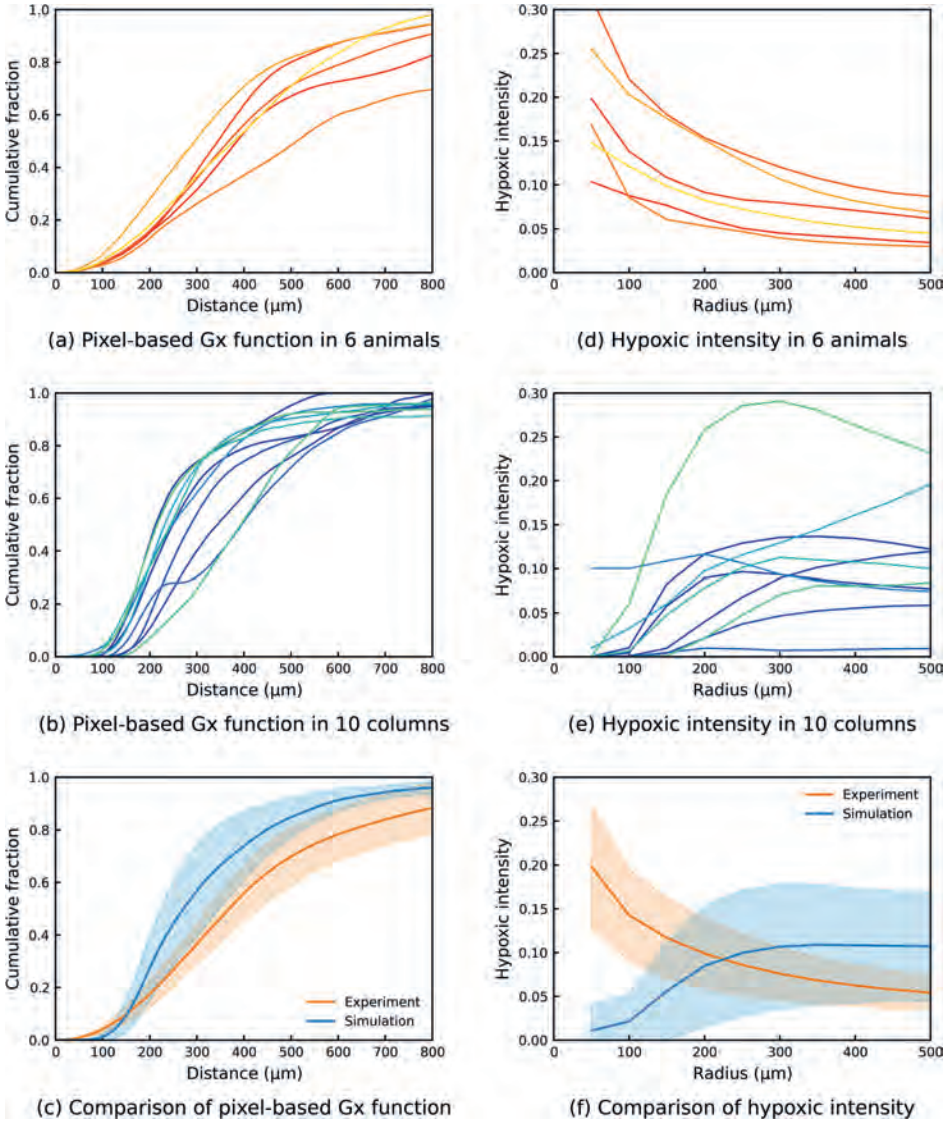 1.0
0.8
0.6
0.4
0.2
0.0
Cumulative fraction
0 100 200 300 400 500 600 700 800
Distance (μm)
(a) Pixel-based Gx function in 6 animals
0.30
0.25
0.20
0.15
0.10
0.05
0.00
Hypoxic intensity
0 100 200 300 400 500
Radius (μm)
(d) Hypoxic intensity in 6 animals
1.0
0.8
0.6
0.4
0.2
0.0
Cumulative fraction
0 100 200 300 400 500 600 700 800
Distance (μm)
(b) Pixel-based Gx function in 10 columns
0.30
0.25
0.20
0.15
0.10
0.05
0.00
Hypoxic intensity
0 100 200 300 400 500
Radius (μm)
(e) Hypoxic intensity in 10 columns
1.0
0.8
0.6
0.4
0.2
0.0
Cumulative fraction
Experiment
Simulation
0 100 200 300 400 500 600 700 800
Distance (μm)
(c) Comparison of pixel-based Gx function
0.30
0.25
0.20
0.15
0.10
0.05
0.00
Hypoxic intensity
Experiment
Simulation
0 100 200 300 400 500
Radius (μm)
(f) Comparison of hypoxic intensity